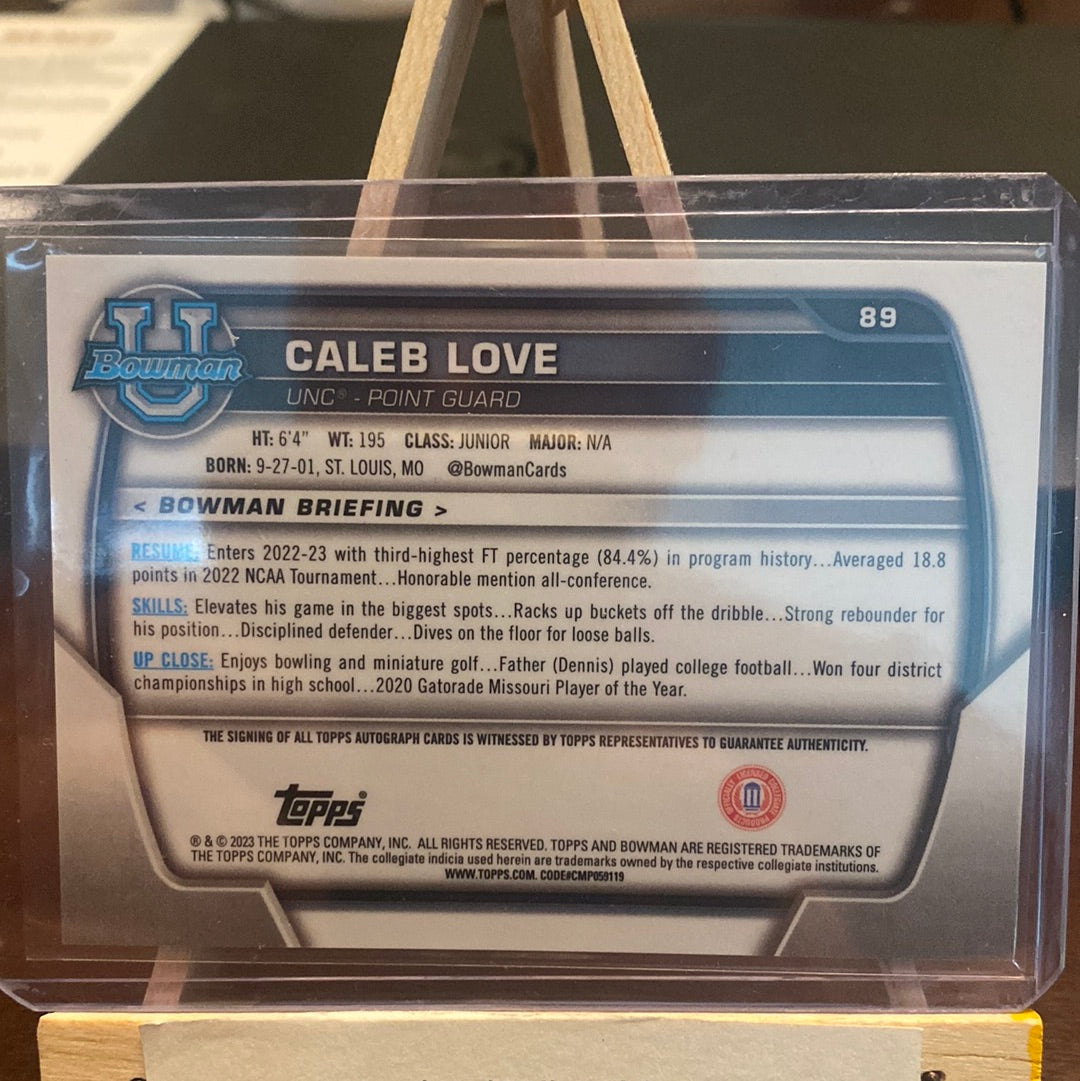 89
U
Bowman
CALEB LOVE
UNC® - POINT GUARD
HT: 6'4" WT: 195 CLASS: JUNIOR MAJOR: N/A
BORN: 9-27-01, ST. LOUIS, MO @BowmanCards
< BOWMAN BRIEFING >
RESUME: Enters 2022-23 with third-highest FT percentage (84.4%) in program history...Averaged 18.8
points in 2022 NCAA Tournament...Honorable mention all-conference.
SKILLS: Elevates his game in the biggest spots...Racks up buckets off the dribble...Strong rebounder for
his position...Disciplined defender...Dives on the floor for loose balls.
UP CLOSE: Enjoys bowling and miniature golf...Father (Dennis) played college football...Won four district
championships in high school...2020 Gatorade Missouri Player of the Year.
THE SIGNING OF ALL TOPPS AUTOGRAPH CARDS IS WITNESSED BY TOPPS REPRESENTATIVES TO GUARANTEE AUTHENTICITY.
topps®
OFFICIALLY LICENSED COLLEGIATE PRODUCTS
® & © 2023 THE TOPPS COMPANY, INC. ALL RIGHTS RESERVED. TOPPS AND BOWMAN ARE REGISTERED TRADEMARKS OF
THE TOPPS COMPANY, INC. The collegiate indicia used herein are trademarks owned by the respective collegiate institutions.
WWW.TOPPS.COM. CODE#CMP059119